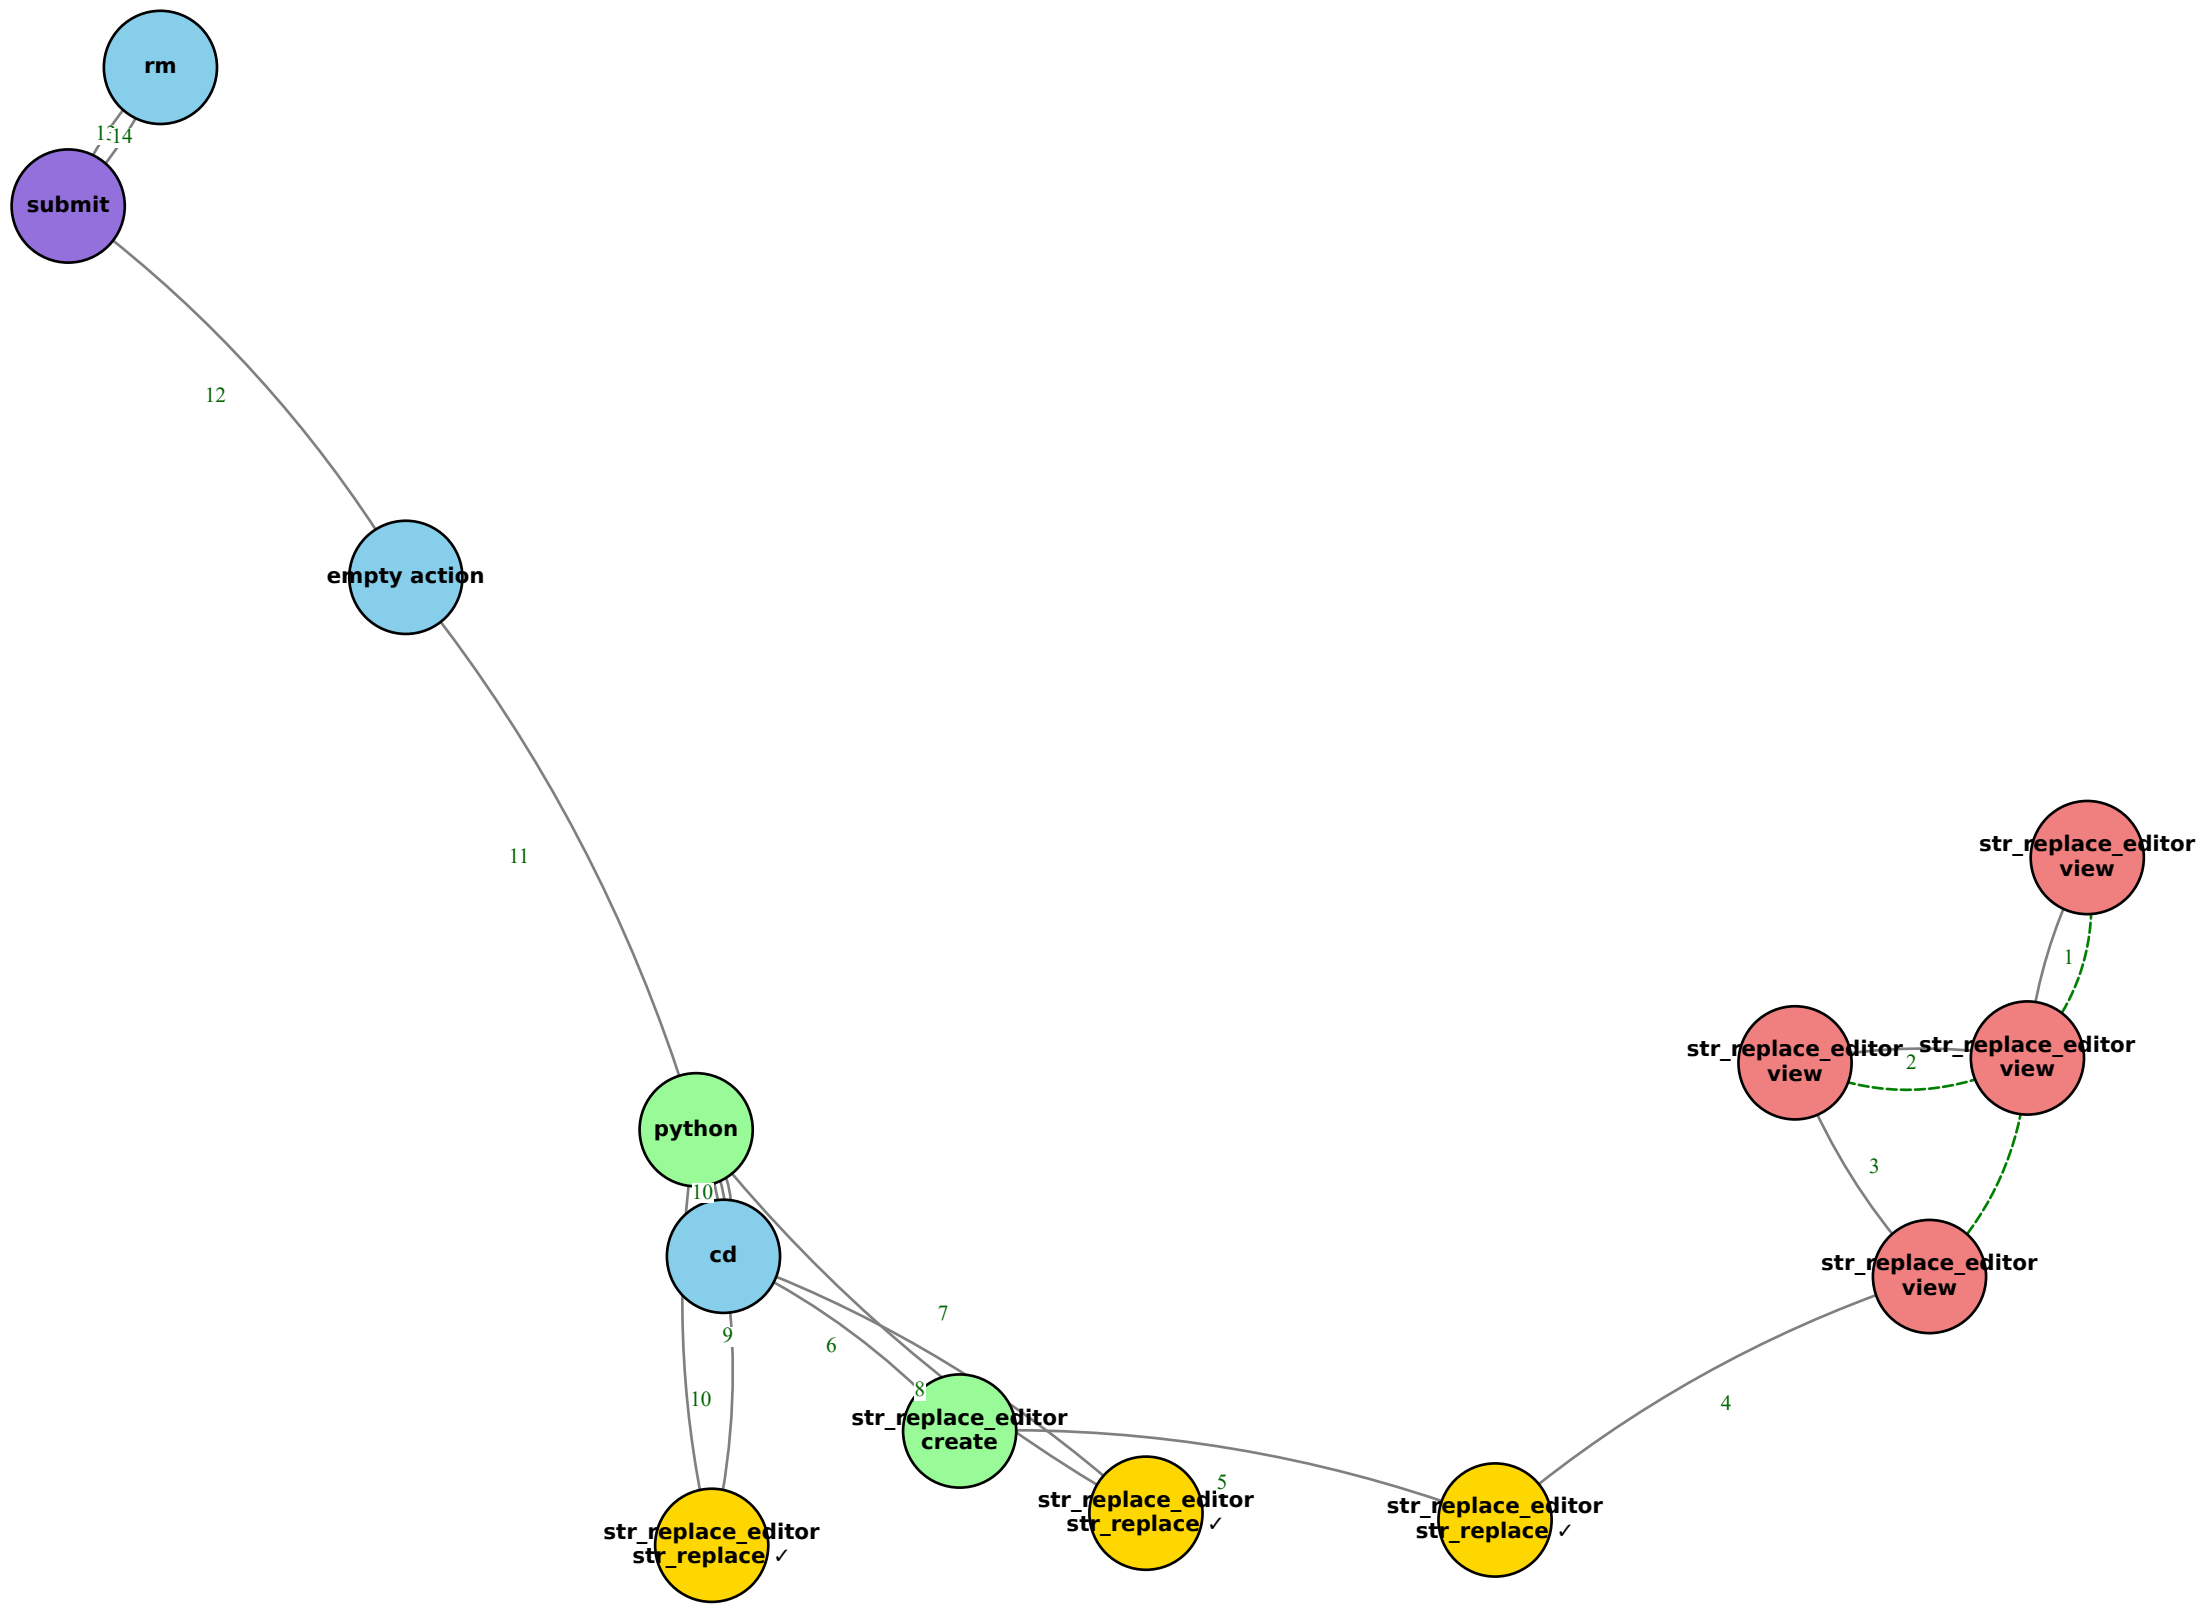 rm
14
submit
12
empty action
11
str_replace_editor
view
1
str_replace_editor
view
2
str_replace_editor
view
python
3
10
cd
str_replace_editor
view
7
9
6
8
10
4
str_replace_editor
create
5
str_replace_editor
str_replace ✓
str_replace_editor
str_replace ✓
str_replace_editor
str_replace ✓